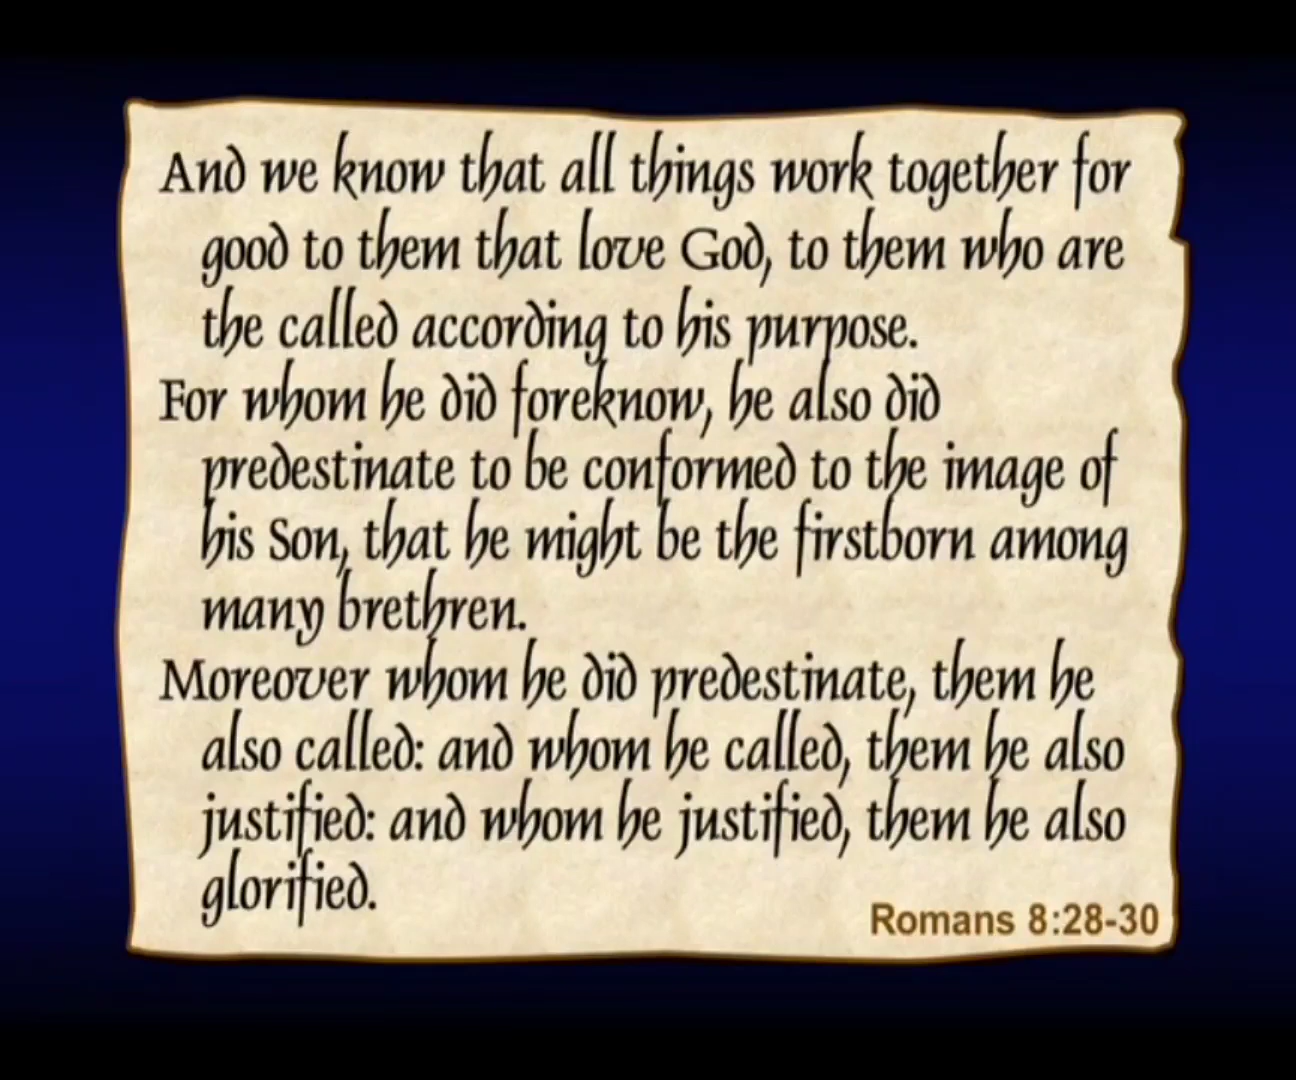 And we know that all things work together for
good to them that love God, to them who are
the called according to his purpose.
For whom he did foreknow, he also did
predestinate to be conformed to the image of
his Son, that he might be the firstborn among
many brethren.
Moreover whom he did predestinate, them he
also called: and whom he called, them he also
justified: and whom he justified, them he also
glorified.
Romans 8:28-30